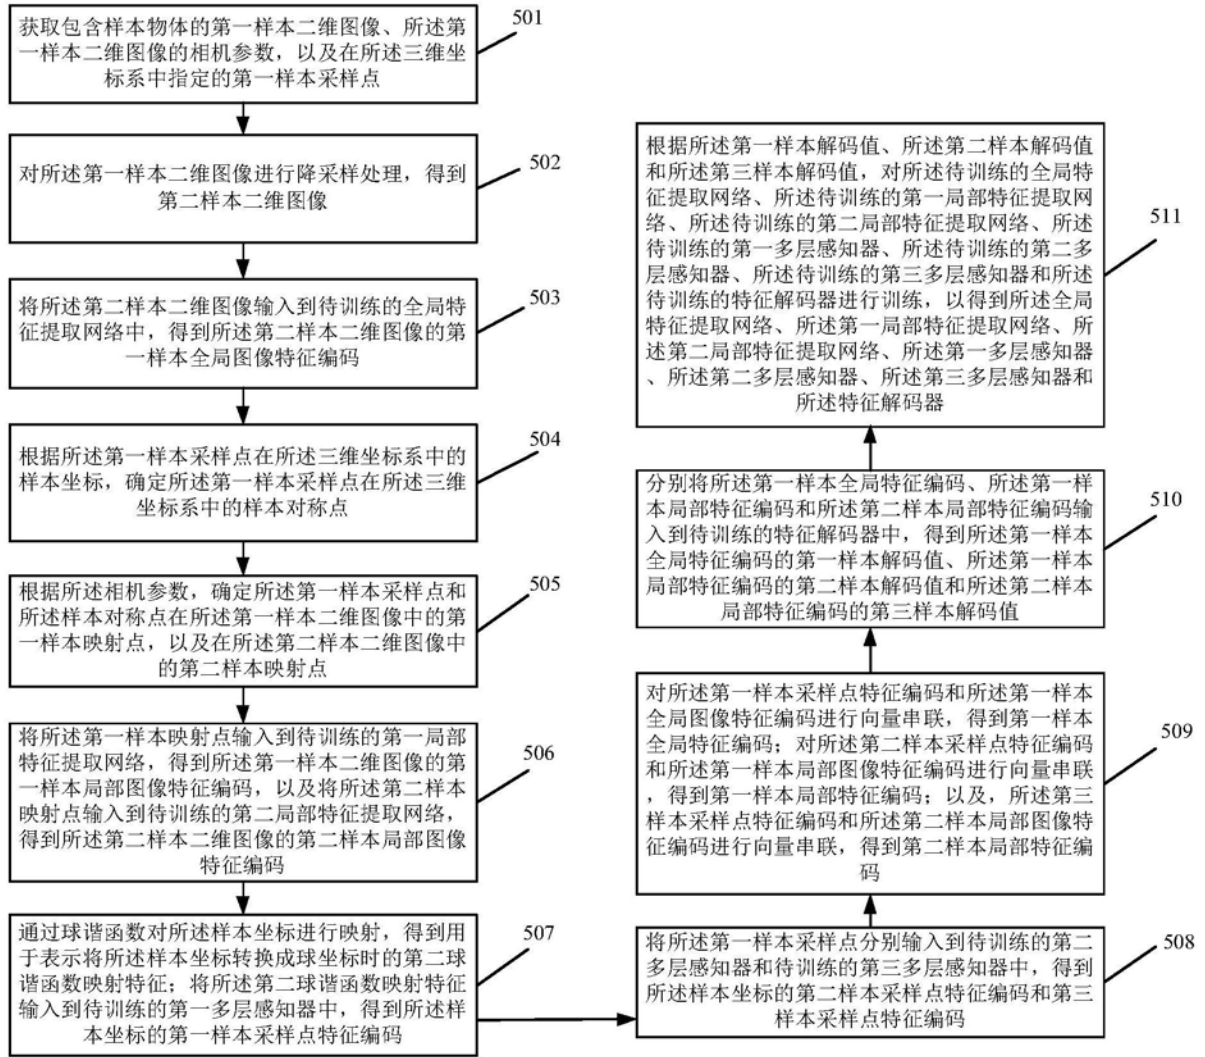 获取包含样本物体的第一样本二维图像、所述第
一样本二维图像的相机参数，以及在所述三维坐
标系中指定的第一样本采样点
501
对所述第一样本二维图像进行降采样处理，得到
第二样本二维图像
502
将所述第二样本二维图像输入到待训练的全局特
征提取网络中，得到所述第二样本二维图像的第
一样本全局图像特征编码
503
根据所述第一样本采样点在所述三维坐标系中的
样本坐标，确定所述第一样本采样点在所述三维
坐标系中的样本对称点
504
根据所述相机参数，确定所述第一样本采样点和
所述样本对称点在所述第一样本二维图像中的第
一样本映射点，以及在所述第二样本二维图像中
的第二样本映射点
505
将所述第一样本映射点输入到待训练的第一局部
特征提取网络，得到所述第一样本二维图像的第
一样本局部图像特征编码，以及将所述第二样本
映射点输入到待训练的第二局部特征提取网络，
得到所述第二样本二维图像的第二样本局部图像
特征编码
506
通过球谐函数对所述样本坐标进行映射，得到用
于表示将所述样本坐标转换成球坐标时的第二球
谐函数映射特征；将所述第二球谐函数映射特征
输入到待训练的第一多层感知器中，得到所述样
本坐标的第一样本采样点特征编码
507
将所述第一样本采样点分别输入到待训练的第二
多层感知器和待训练的第三多层感知器中，得到
所述样本坐标的第二样本采样点特征编码和第三
样本采样点特征编码
508
对所述第一样本采样点特征编码和所述第一样本
全局图像特征编码进行向量串联，得到第一样本
全局特征编码；对所述第二样本采样点特征编码
和所述第一样本局部图像特征编码进行向量串联
，得到第一样本局部特征编码；以及，所述第三
样本采样点特征编码和所述第二样本局部图像特
征编码进行向量串联，得到第二样本局部特征编
码
509
分别将所述第一样本全局特征编码、所述第一样
本局部特征编码和所述第二样本局部特征编码输
入到待训练的特征解码器中，得到所述第一样本
全局特征编码的第一样本解码值、所述第一样本
局部特征编码的第二样本解码值和所述第二样本
局部特征编码的第三样本解码值
510
根据所述第一样本解码值、所述第二样本解码值
和所述第三样本解码值，对所述待训练的全局特
征提取网络、所述待训练的第一局部特征提取网
络、所述待训练的第二局部特征提取网络、所述
待训练的第一多层感知器、所述待训练的第二多
层感知器、所述待训练的第三多层感知器和所述
待训练的特征解码器进行训练，以得到所述全局
特征提取网络、所述第一局部特征提取网络、所
述第二局部特征提取网络、所述第一多层感知器
、所述第二多层感知器、所述第三多层感知器和
所述特征解码器
511